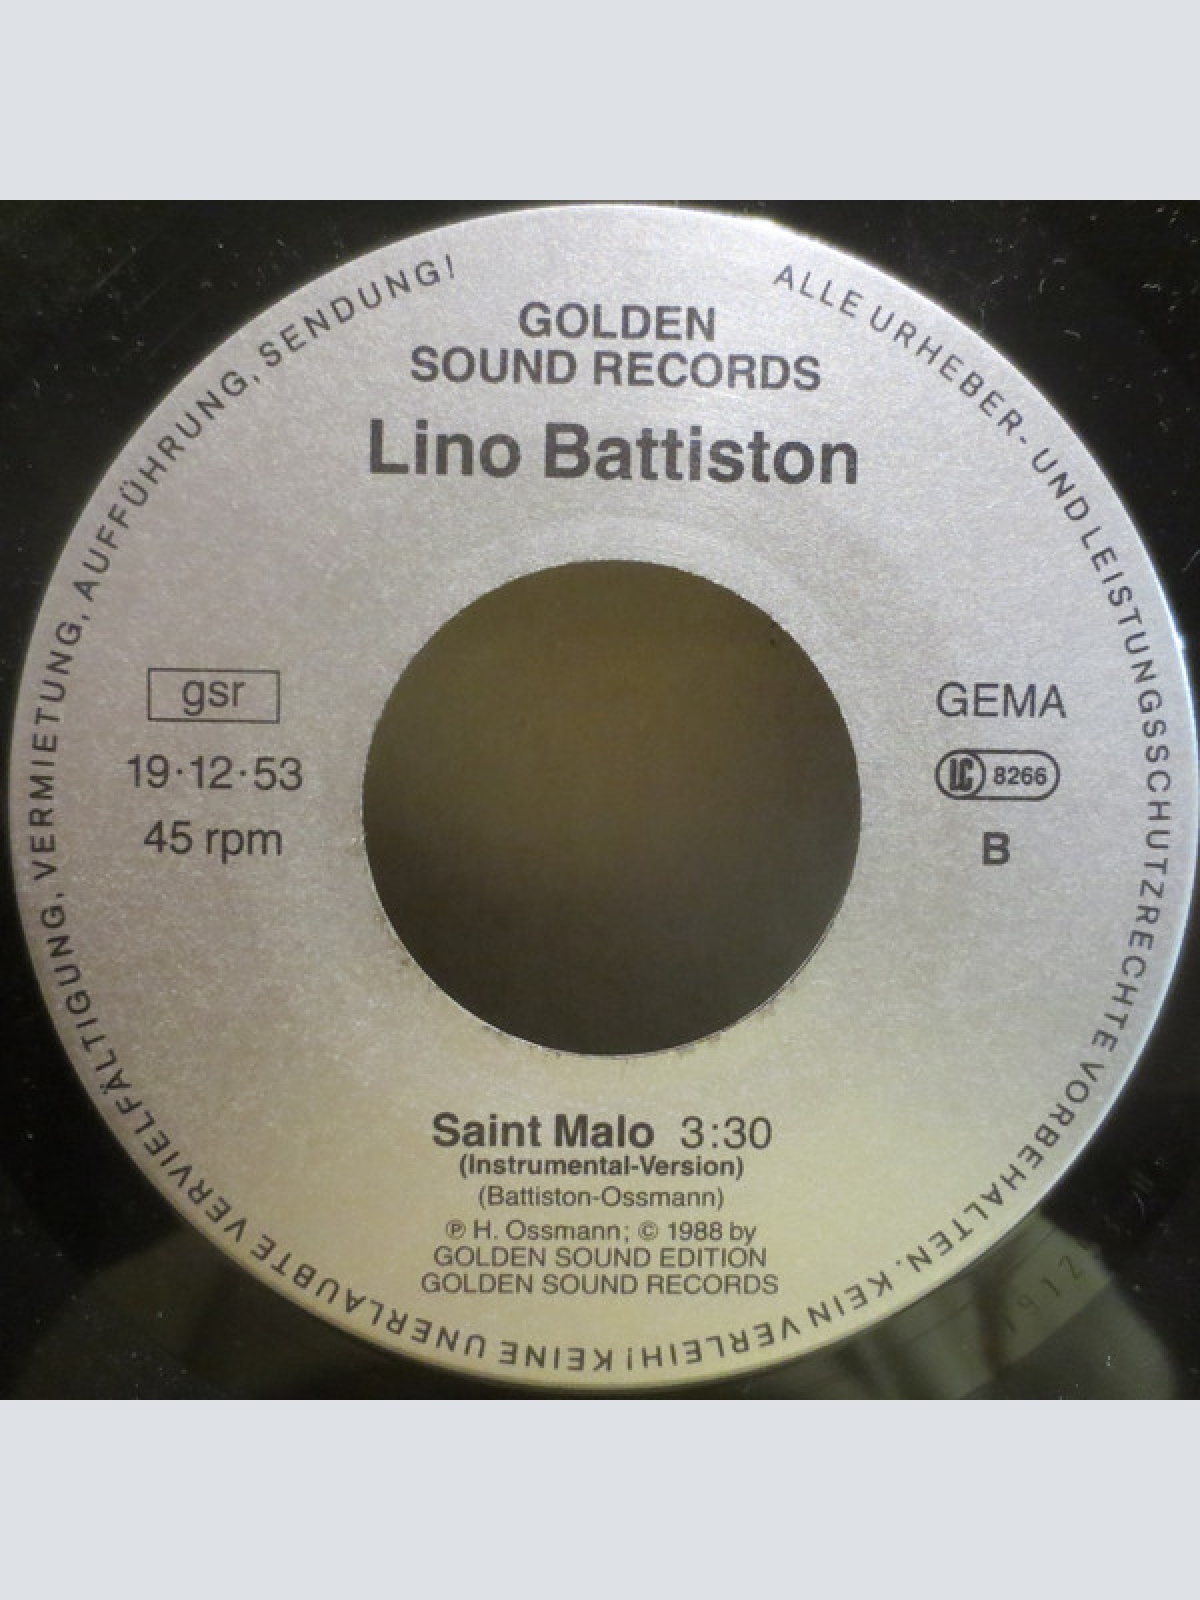 GOLDEN
SOUND RECORDS
Lino Battiston
gsr
19·12·53
45 rpm
GEMA
LC 8266
B
Saint Malo 3:30
(Instrumental-Version)
(Battiston-Ossmann)
℗ H. Ossmann; © 1988 by
GOLDEN SOUND EDITION
GOLDEN SOUND RECORDS
ALLE URHEBER- UND LEISTUNGSSCHUTZRECHTE VORBEHALTEN. KEIN VERLEIH! KEINE UNERLAUBTE VERVIELFÄLTIGUNG, VERMIETUNG, AUFFÜHRUNG, SENDUNG!